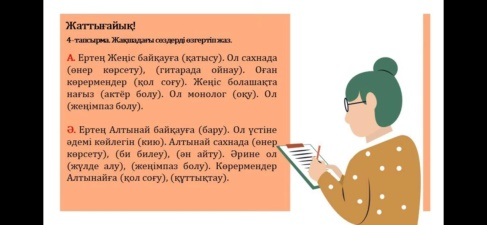 Жаттығайық!
4-тапсырма. Жақшадағы сөздерді өзгертіп жаз.
А. Ертең Жеңіс байқауға (қатысу). Ол сахнада
(өнер көрсету), (гитарада ойнау). Оған
көрермендер (қол соғу). Жеңіс болашақта
нағыз (актёр болу). Ол монолог (оқу). Ол
(жеңімпаз болу).
Ә. Ертең Алтынай байқауға (бару). Ол үстіне
әдемі көйлегін (кию). Алтынай сахнада (өнер
көрсету), (би билеу), (ән айту). Әрине ол
(жүлде алу), (жеңімпаз болу). Көрермендер
Алтынайға (қол соғу), (құттықтау).